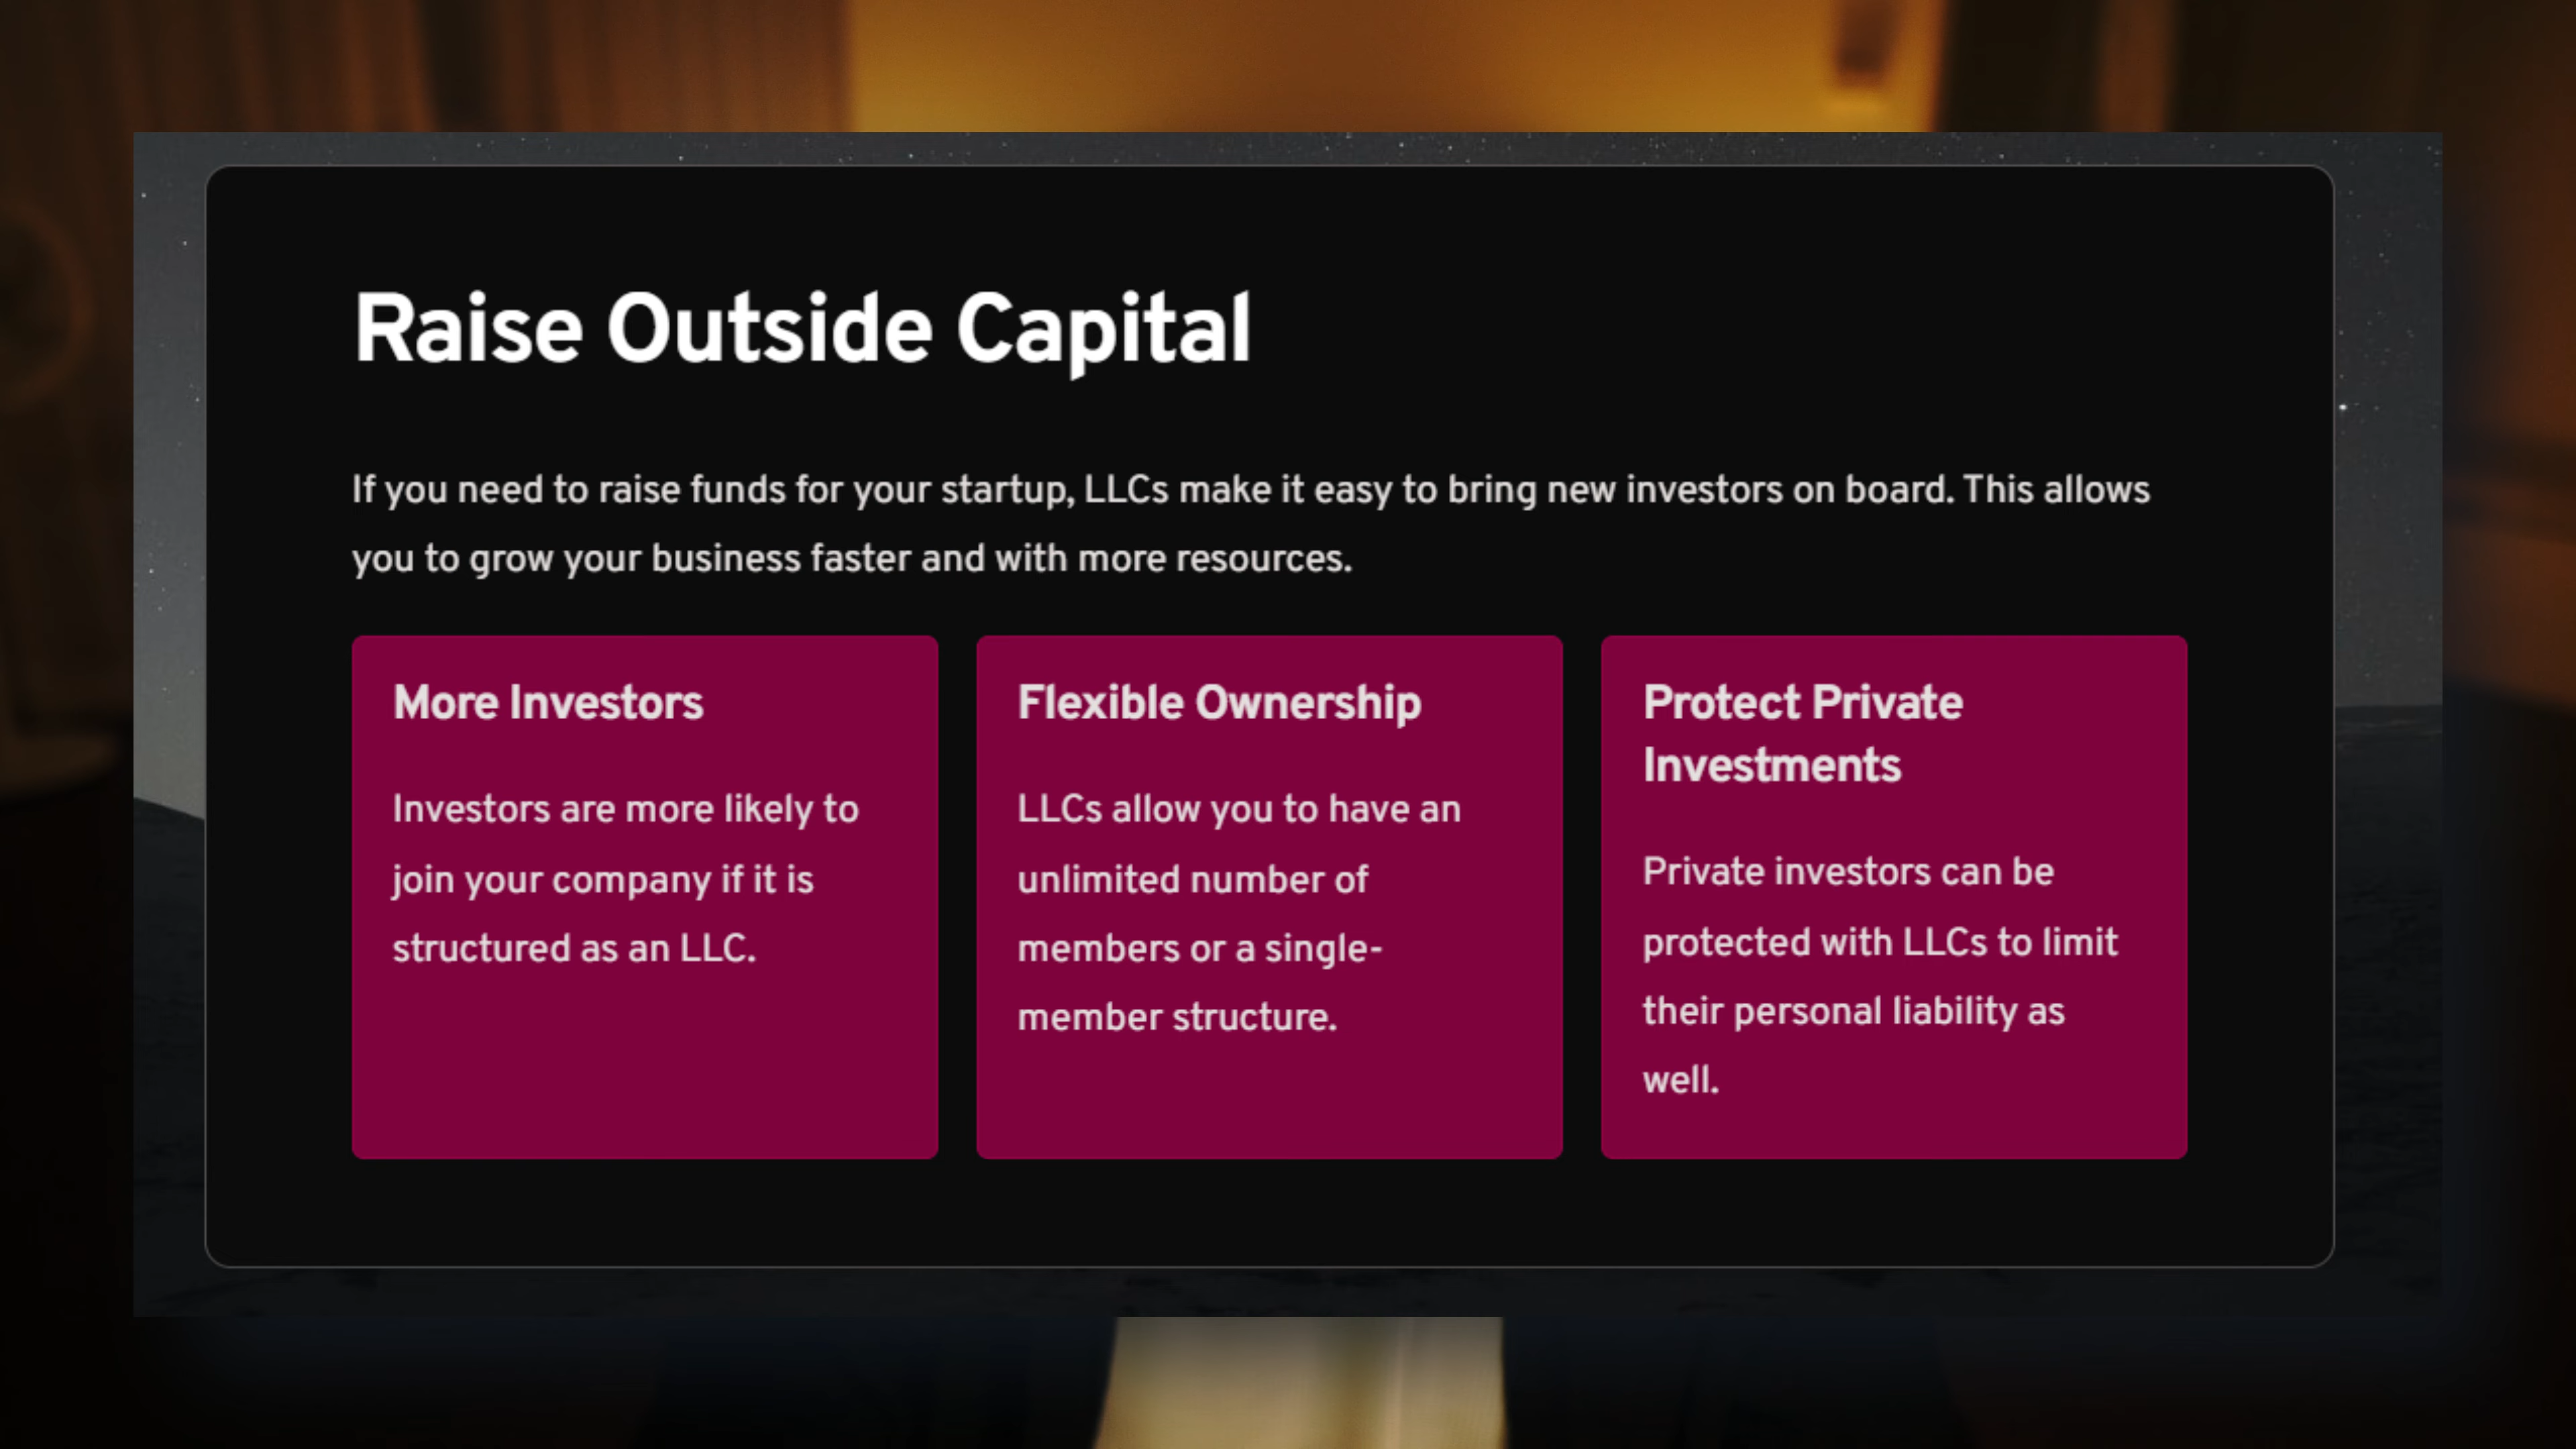 Raise Outside Capital
If you need to raise funds for your startup, LLCs make it easy to bring new investors on board. This allows
you to grow your business faster and with more resources.
More Investors
Investors are more likely to
join your company if it is
structured as an LLC.
Flexible Ownership
LLCs allow you to have an
unlimited number of
members or a single-
member structure.
Protect Private
Investments
Private investors can be
protected with LLCs to limit
their personal liability as
well.